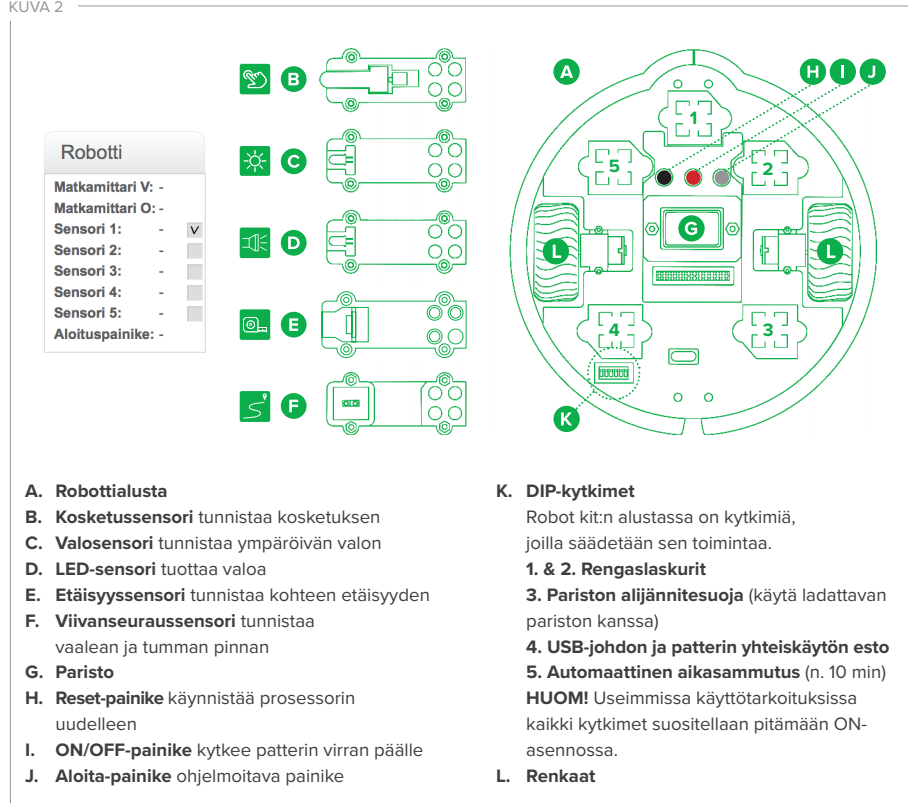 KUVA 2
Robotti
Matkamittari V: -
Matkamittari O: -
Sensori 1: - V
Sensori 2: -
Sensori 3: -
Sensori 4: -
Sensori 5: -
Aloituspainike: -
B
C
D
E
F
A
H I J
1
5
2
G
L
L
4
3
K
A. Robottialusta
B. Kosketussensori tunnistaa kosketuksen
C. Valosensori tunnistaa ympäröivän valon
D. LED-sensori tuottaa valoa
E. Etäisyyssensori tunnistaa kohteen etäisyyden
F. Viivanseuraussensori tunnistaa
vaalean ja tumman pinnan
G. Paristo
H. Reset-painike käynnistää prosessorin
uudelleen
I. ON/OFF-painike kytkee patterin virran päälle
J. Aloita-painike ohjelmoitava painike
K. DIP-kytkimet
Robot kit:n alustassa on kytkimiä,
joilla säädetään sen toimintaa.
1. & 2. Rengaslaskurit
3. Pariston alijännitesuoja (käytä ladattavan
pariston kanssa)
4. USB-johdon ja patterin yhteiskäytön esto
5. Automaattinen aikasammutus (n. 10 min)
HUOM! Useimmissa käyttötarkoituksissa
kaikki kytkimet suositellaan pitämään ON-
asennossa.
L. Renkaat